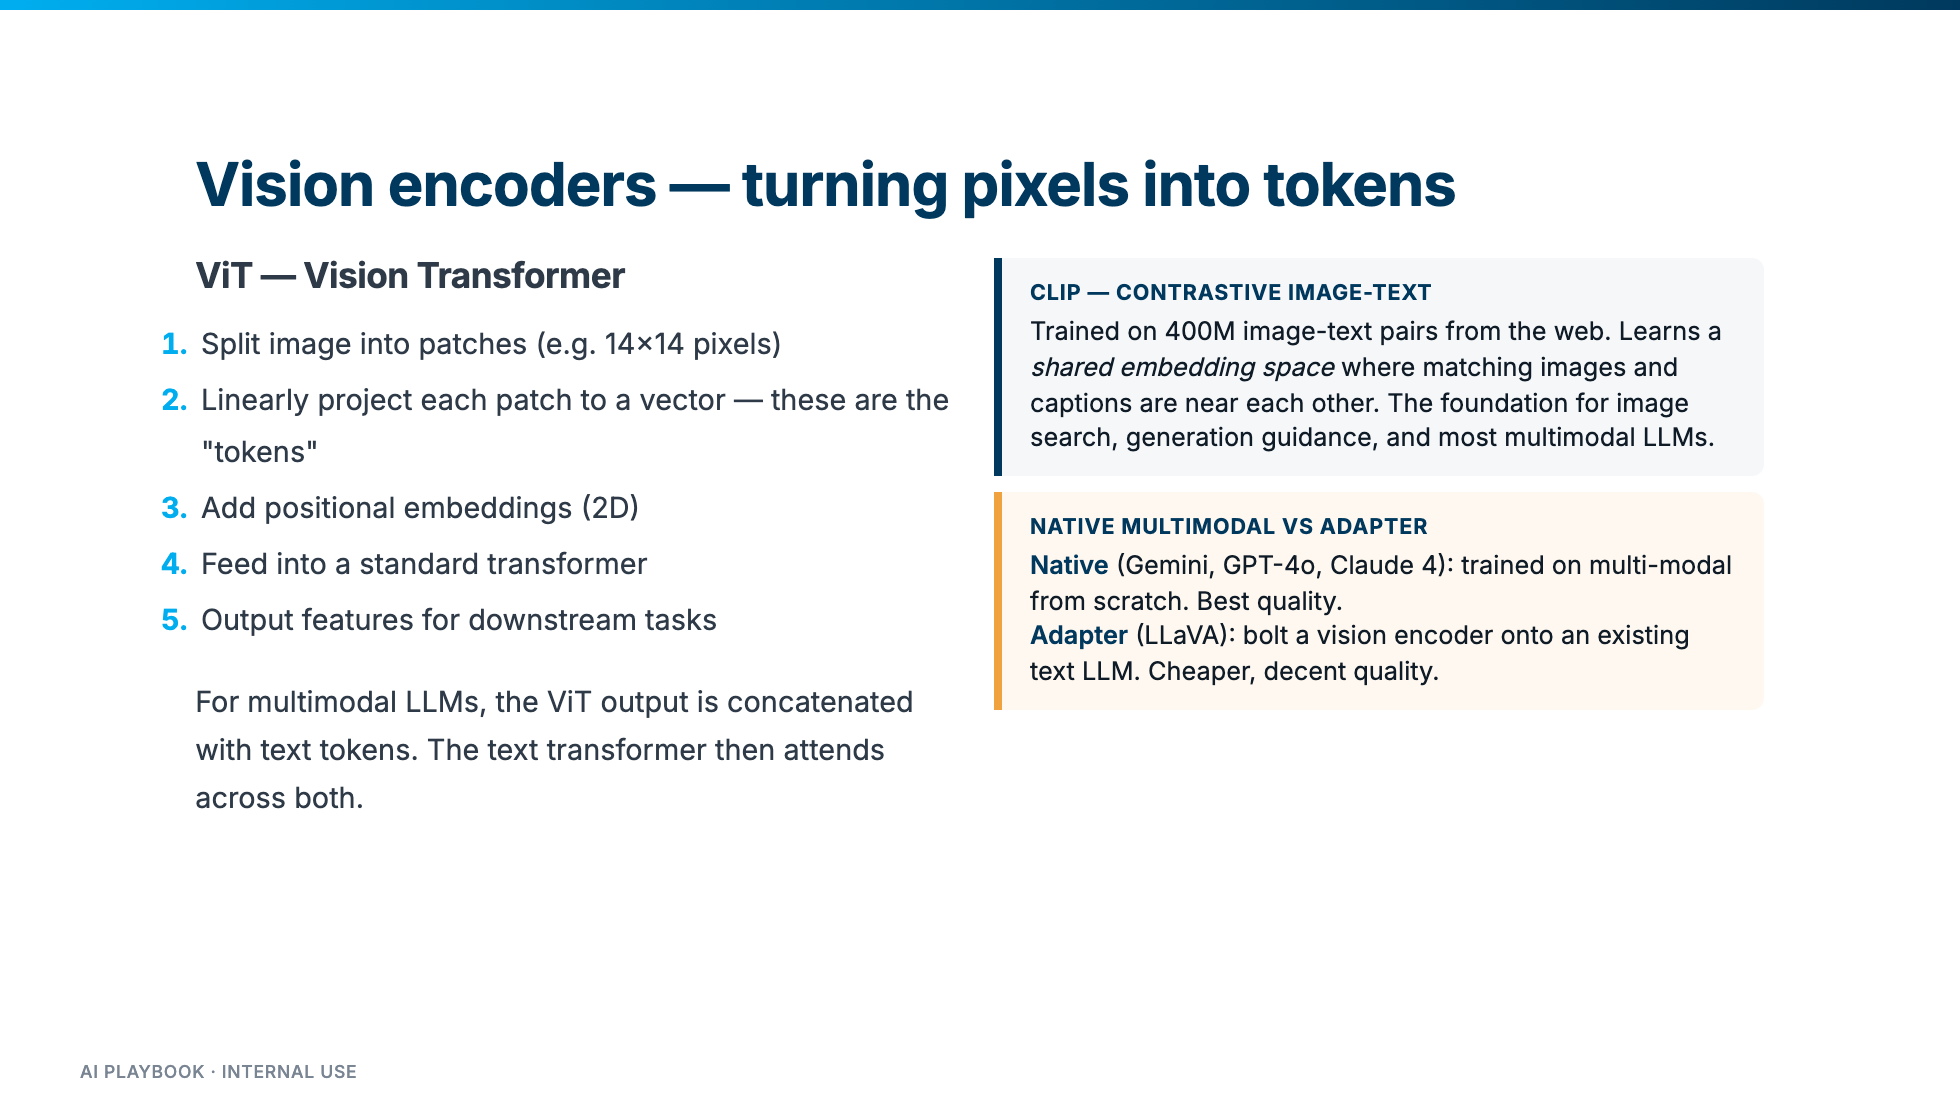 Vision encoders — turning pixels into tokens
ViT — Vision Transformer
1. Split image into patches (e.g. 14×14 pixels)
2. Linearly project each patch to a vector — these are the
"tokens"
3. Add positional embeddings (2D)
4. Feed into a standard transformer
5. Output features for downstream tasks
For multimodal LLMs, the ViT output is concatenated
with text tokens. The text transformer then attends
across both.
CLIP — CONTRASTIVE IMAGE-TEXT
Trained on 400M image-text pairs from the web. Learns a
shared embedding space where matching images and
captions are near each other. The foundation for image
search, generation guidance, and most multimodal LLMs.
NATIVE MULTIMODAL VS ADAPTER
Native (Gemini, GPT-4o, Claude 4): trained on multi-modal
from scratch. Best quality.
Adapter (LLaVA): bolt a vision encoder onto an existing
text LLM. Cheaper, decent quality.
AI PLAYBOOK · INTERNAL USE